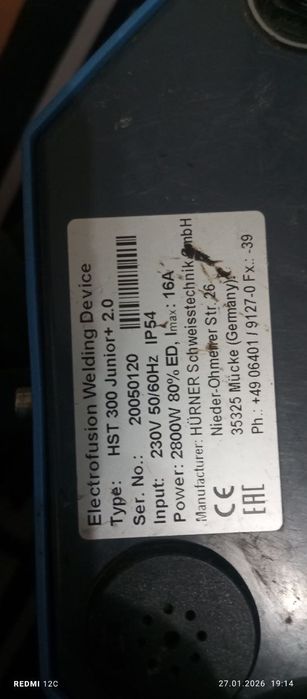 Electrofusion Welding Device
Type: HST 300 Junior+ 2.0
Ser. No.: 20050120
Input: 230V 50/60Hz IP54
Power: 2800W 80% ED, Imax: 16A
Manufacturer: HÜRNER Schweisstechnik GmbH
Nieder-Ohmener Str. 26
35325 Mücke (Germany)
Ph.: +49 06401 / 9127-0 Fx.: -39
CE
EAC
REDMI 12C
27.01.2026 19:14